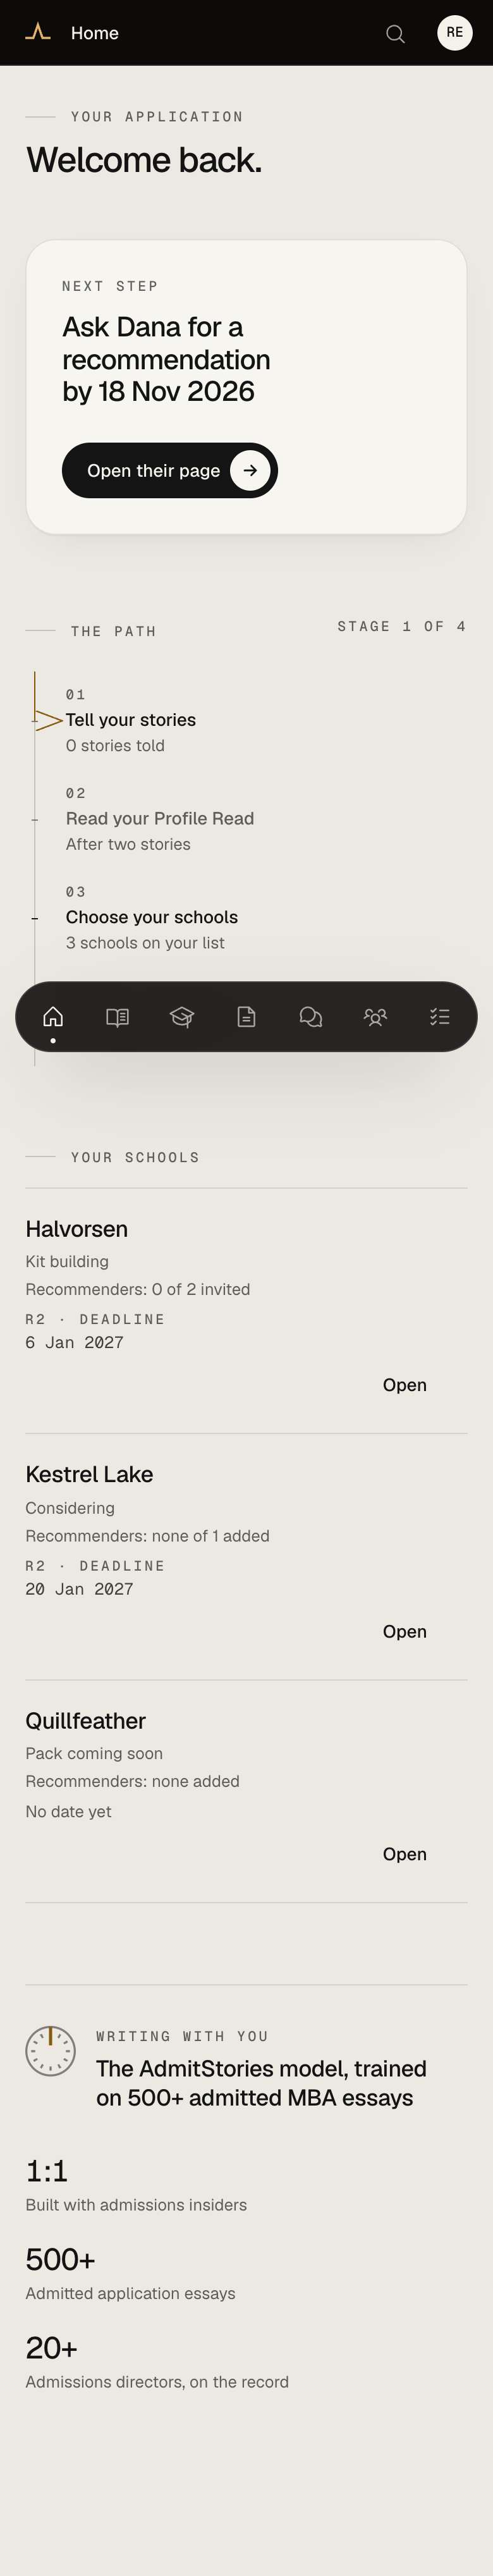 Home
RE
YOUR APPLICATION
Welcome back.
NEXT STEP
Ask Dana for a
recommendation
by 18 Nov 2026
Open their page
THE PATH
STAGE 1 OF 4
01
Tell your stories
0 stories told
02
Read your Profile Read
After two stories
03
Choose your schools
3 schools on your list
YOUR SCHOOLS
Halvorsen
Kit building
Recommenders: 0 of 2 invited
R2 · DEADLINE
6 Jan 2027
Open
Kestrel Lake
Considering
Recommenders: none of 1 added
R2 · DEADLINE
20 Jan 2027
Open
Quillfeather
Pack coming soon
Recommenders: none added
No date yet
Open
WRITING WITH YOU
The AdmitStories model, trained
on 500+ admitted MBA essays
1:1
Built with admissions insiders
500+
Admitted application essays
20+
Admissions directors, on the record